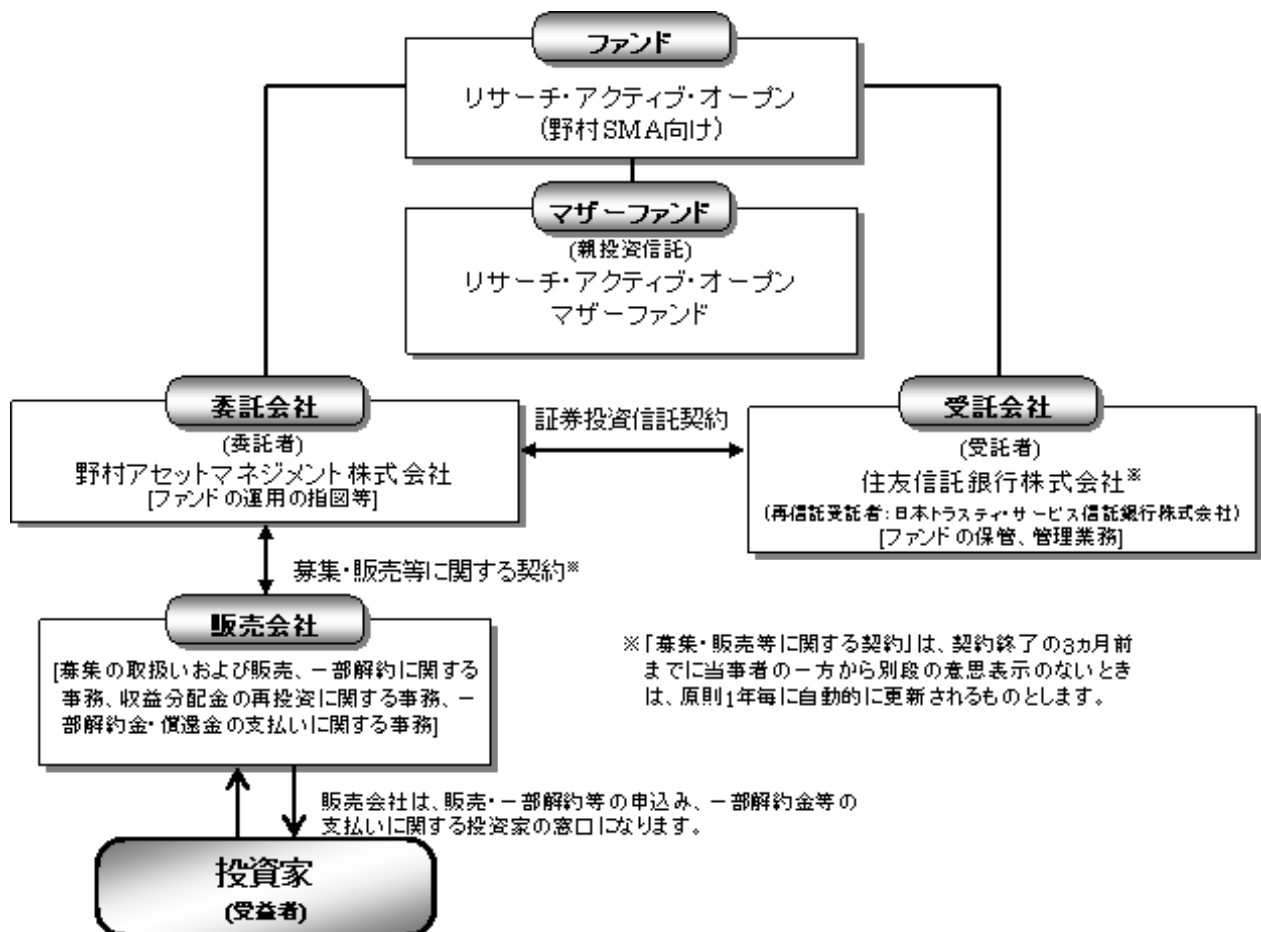 ファンド
リサーチ・アクティブ・オープン
(野村SMA向け)
マザーファンド
(親投資信託)
リサーチ・アクティブ・オープン
マザーファンド
委託会社
(委託者)
野村アセットマネジメント株式会社
[ファンドの運用の指図等]
証券投資信託契約
受託会社
(受託者)
住友信託銀行株式会社※
(再信託受託者:日本トラスティ・サービス信託銀行株式会社)
[ファンドの保管、管理業務]
募集・販売等に関する契約※
販売会社
[募集の取扱いおよび販売、一部解約に関する
事務、収益分配金の再投資に関する事務、一
部解約金・償還金の支払いに関する事務]
※「募集・販売等に関する契約」は、契約終了の3ヵ月前
までに当事者の一方から別段の意思表示のないとき
は、原則1年毎に自動的に更新されるものとします。
販売会社は、販売・一部解約等の申込み、一部解約金等の
支払いに関する投資家の窓口になります。
投資家
(受益者)